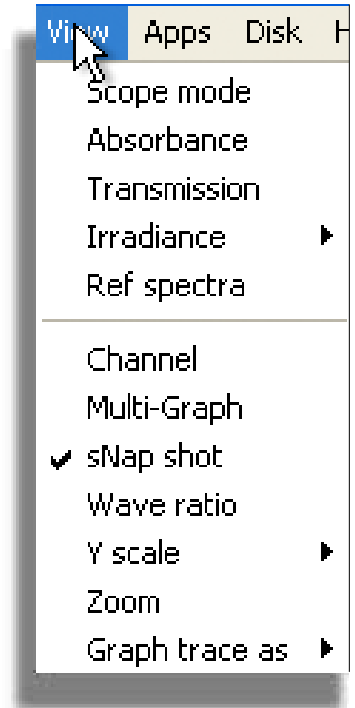 View Apps Disk H
Scope mode
Absorbance
Transmission
Irradiance
Ref spectra
Channel
Multi-Graph
sNap shot
Wave ratio
Y scale
Zoom
Graph trace as